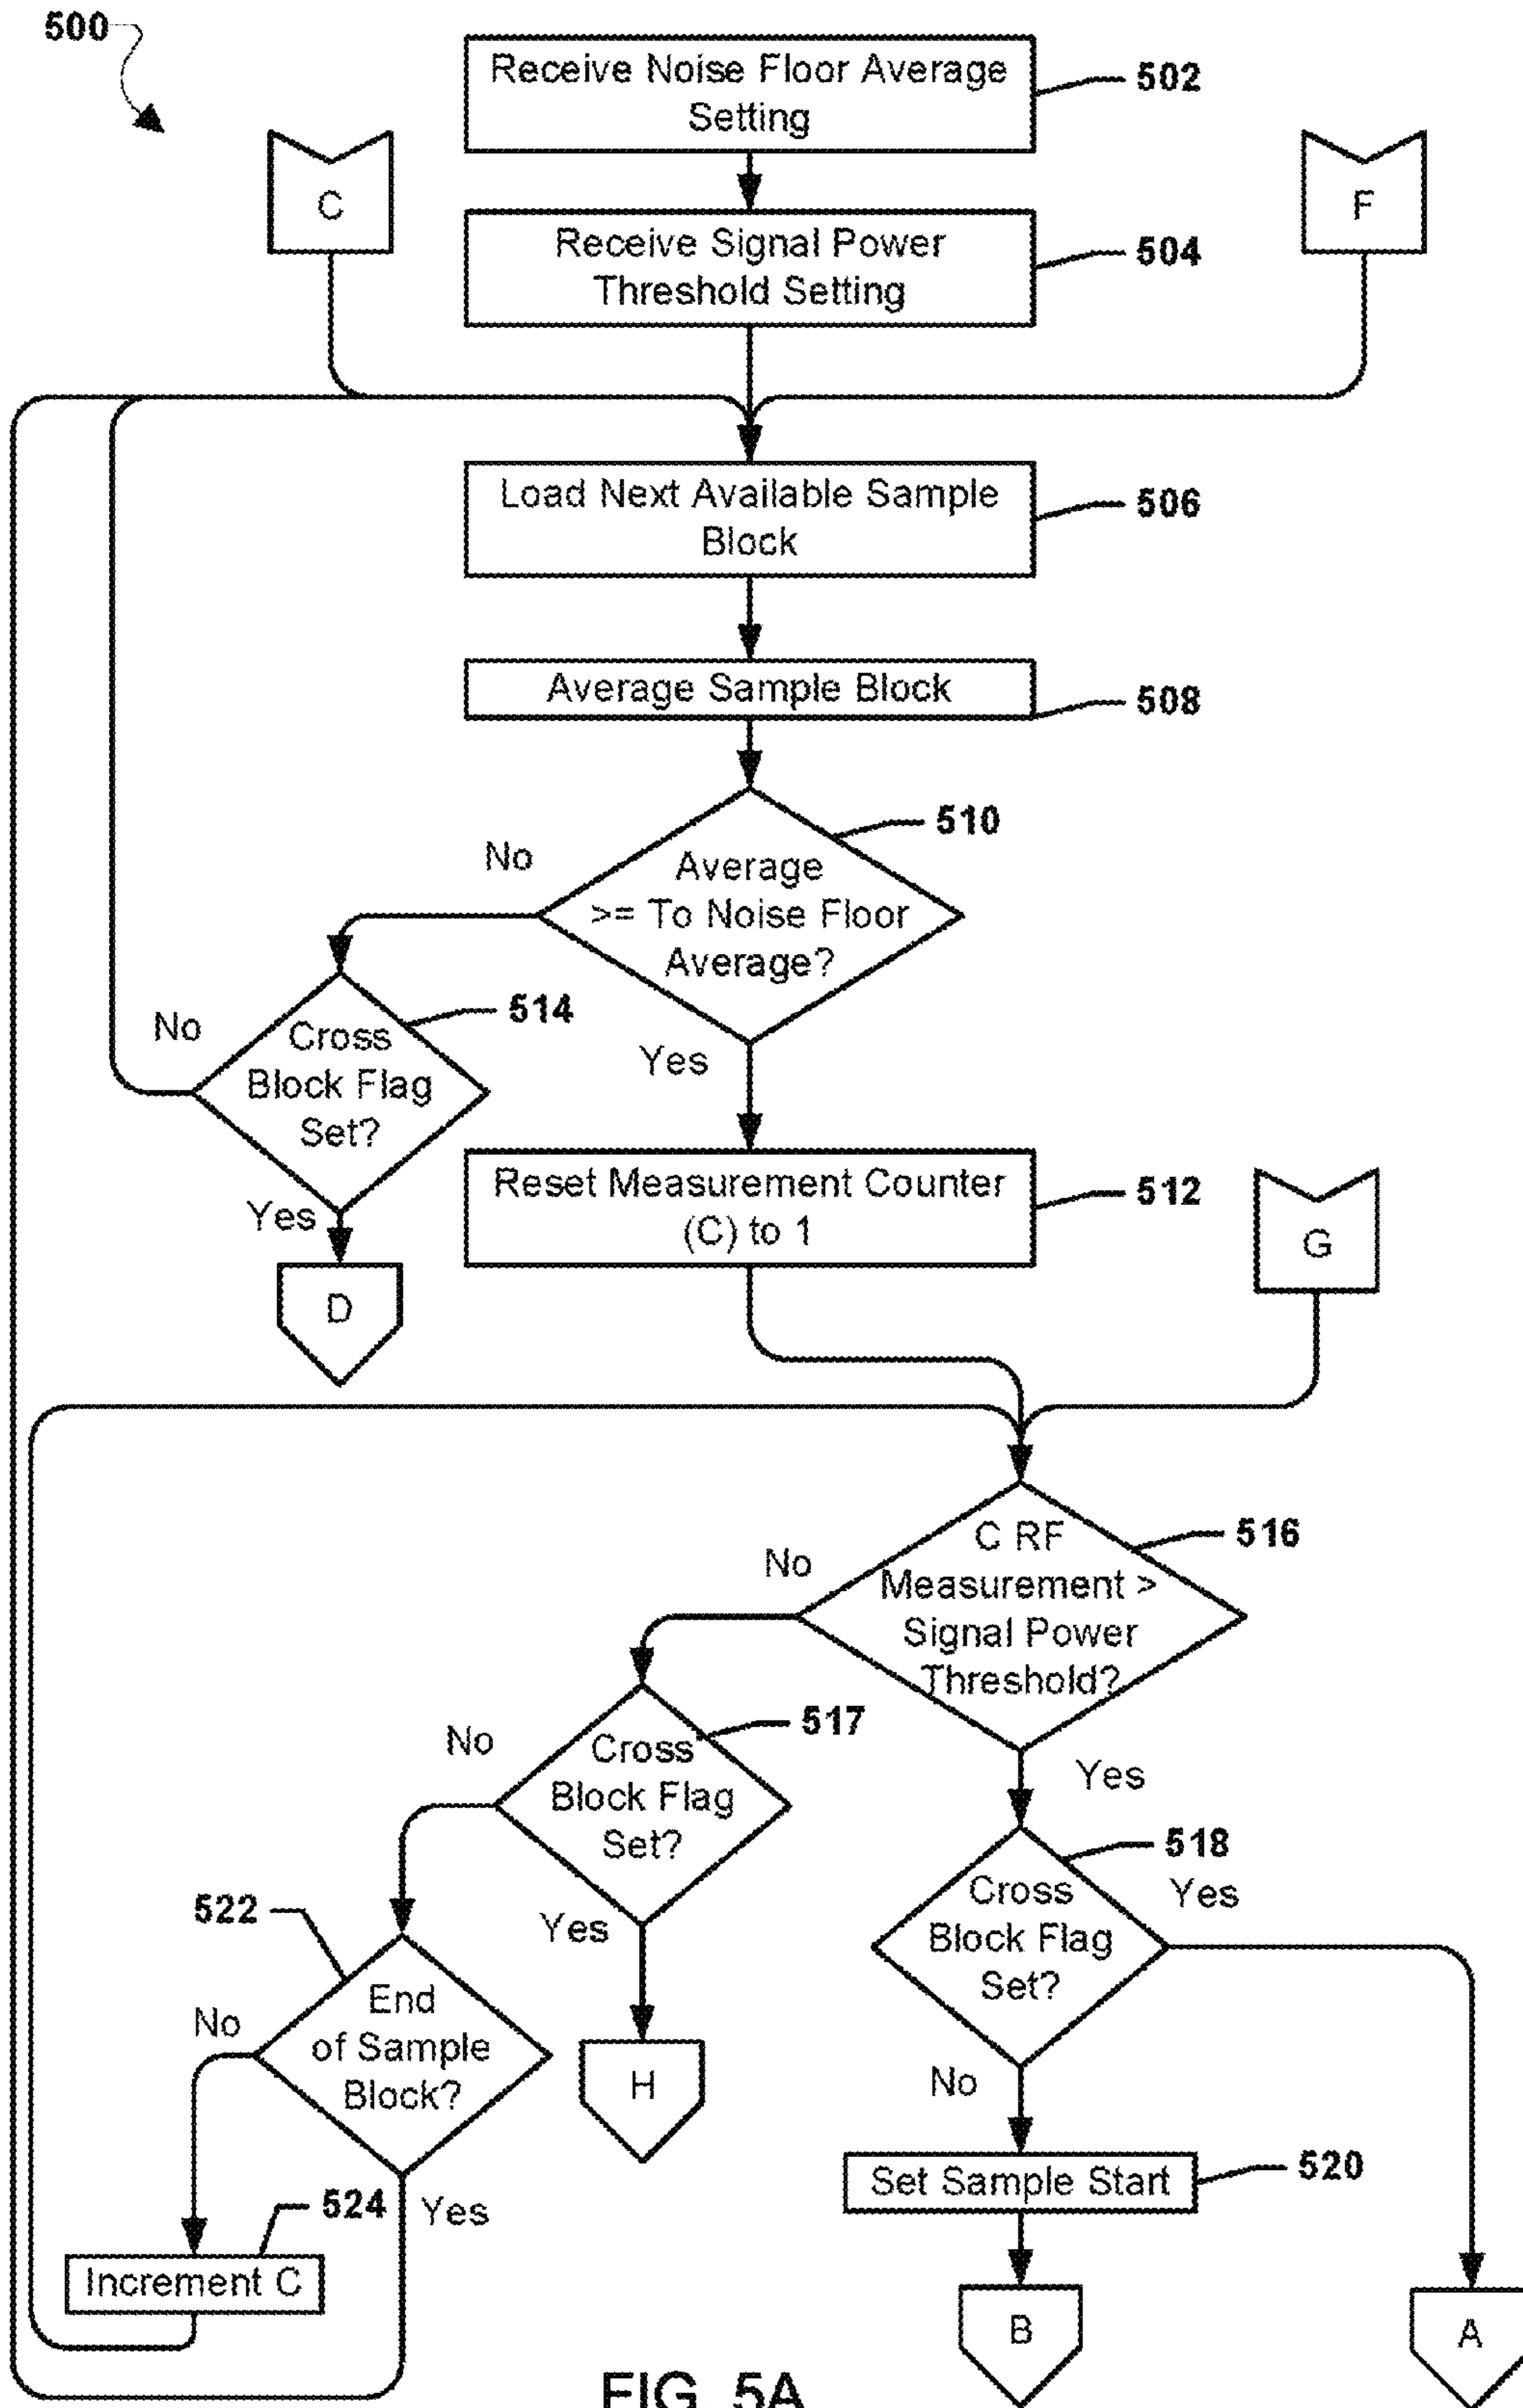 500
Receive Noise Floor Average
Setting
502
C
F
Receive Signal Power
Threshold Setting
504
Load Next Available Sample
Block
506
Average Sample Block
508
510
No
Average
>= To Noise Floor
Average?
514
No
Cross
Block Flag
Set?
Yes
Yes
Reset Measurement Counter
(C) to 1
512
G
D
516
No
C RF
Measurement >
Signal Power
Threshold?
517
No
Cross
Block Flag
Set?
Yes
518
Yes
Cross
Block Flag
Set?
522
Yes
End
of Sample
Block?
No
H
No
Set Sample Start
520
524
Yes
Increment C
B
A
FIG. 5A